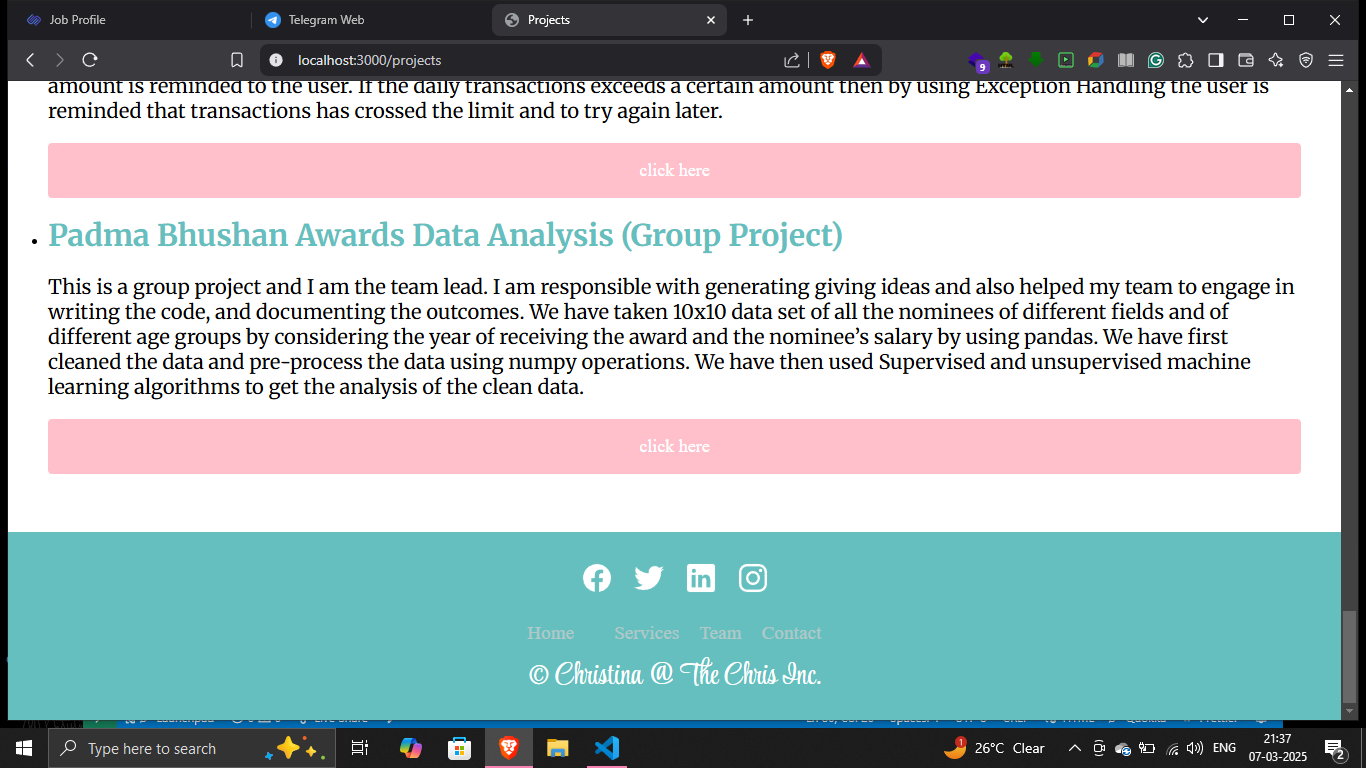 Job Profile
Telegram Web
Projects
localhost:3000/projects
9
amount is reminded to the user. If the daily transactions exceeds a certain amount then by using Exception Handling the user is
reminded that transactions has crossed the limit and to try again later.
click here
Padma Bhushan Awards Data Analysis (Group Project)
This is a group project and I am the team lead. I am responsible with generating giving ideas and also helped my team to engage in
writing the code, and documenting the outcomes. We have taken 10x10 data set of all the nominees of different fields and of
different age groups by considering the year of receiving the award and the nominee’s salary by using pandas. We have first
cleaned the data and pre-process the data using numpy operations. We have then used Supervised and unsupervised machine
learning algorithms to get the analysis of the clean data.
click here
Home Services Team Contact
© Christina @ The Chris Inc.
Type here to search
1
26°C Clear
ENG
21:37
07-03-2025
2